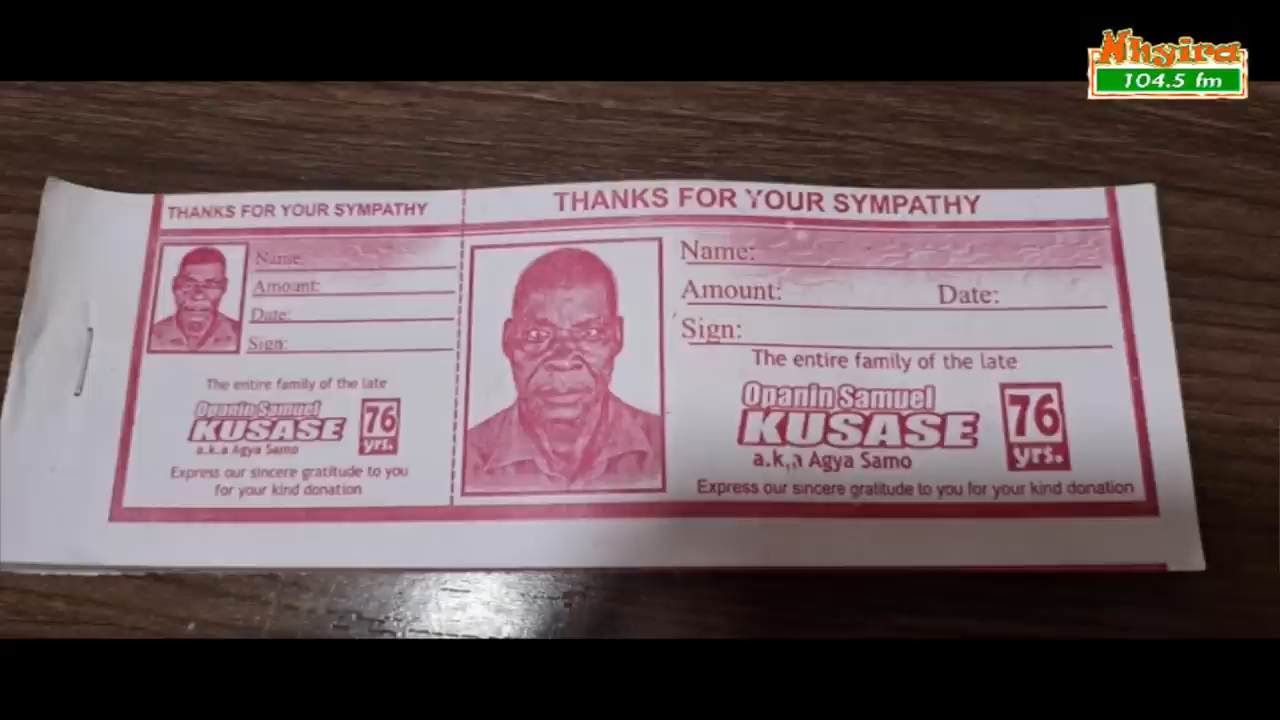 Nhyira
104.5 fm
THANKS FOR YOUR SYMPATHY
Name:
Amount:
Date:
Sign:
The entire family of the late
Opanin Samuel
KUSASE
76
yrs.
a.k.a Agya Samo
Express our sincere gratitude to you
for your kind donation
THANKS FOR YOUR SYMPATHY
Name:
Amount: Date:
Sign:
The entire family of the late
Opanin Samuel
KUSASE
76
yrs.
a.k.a Agya Samo
Express our sincere gratitude to you for your kind donation